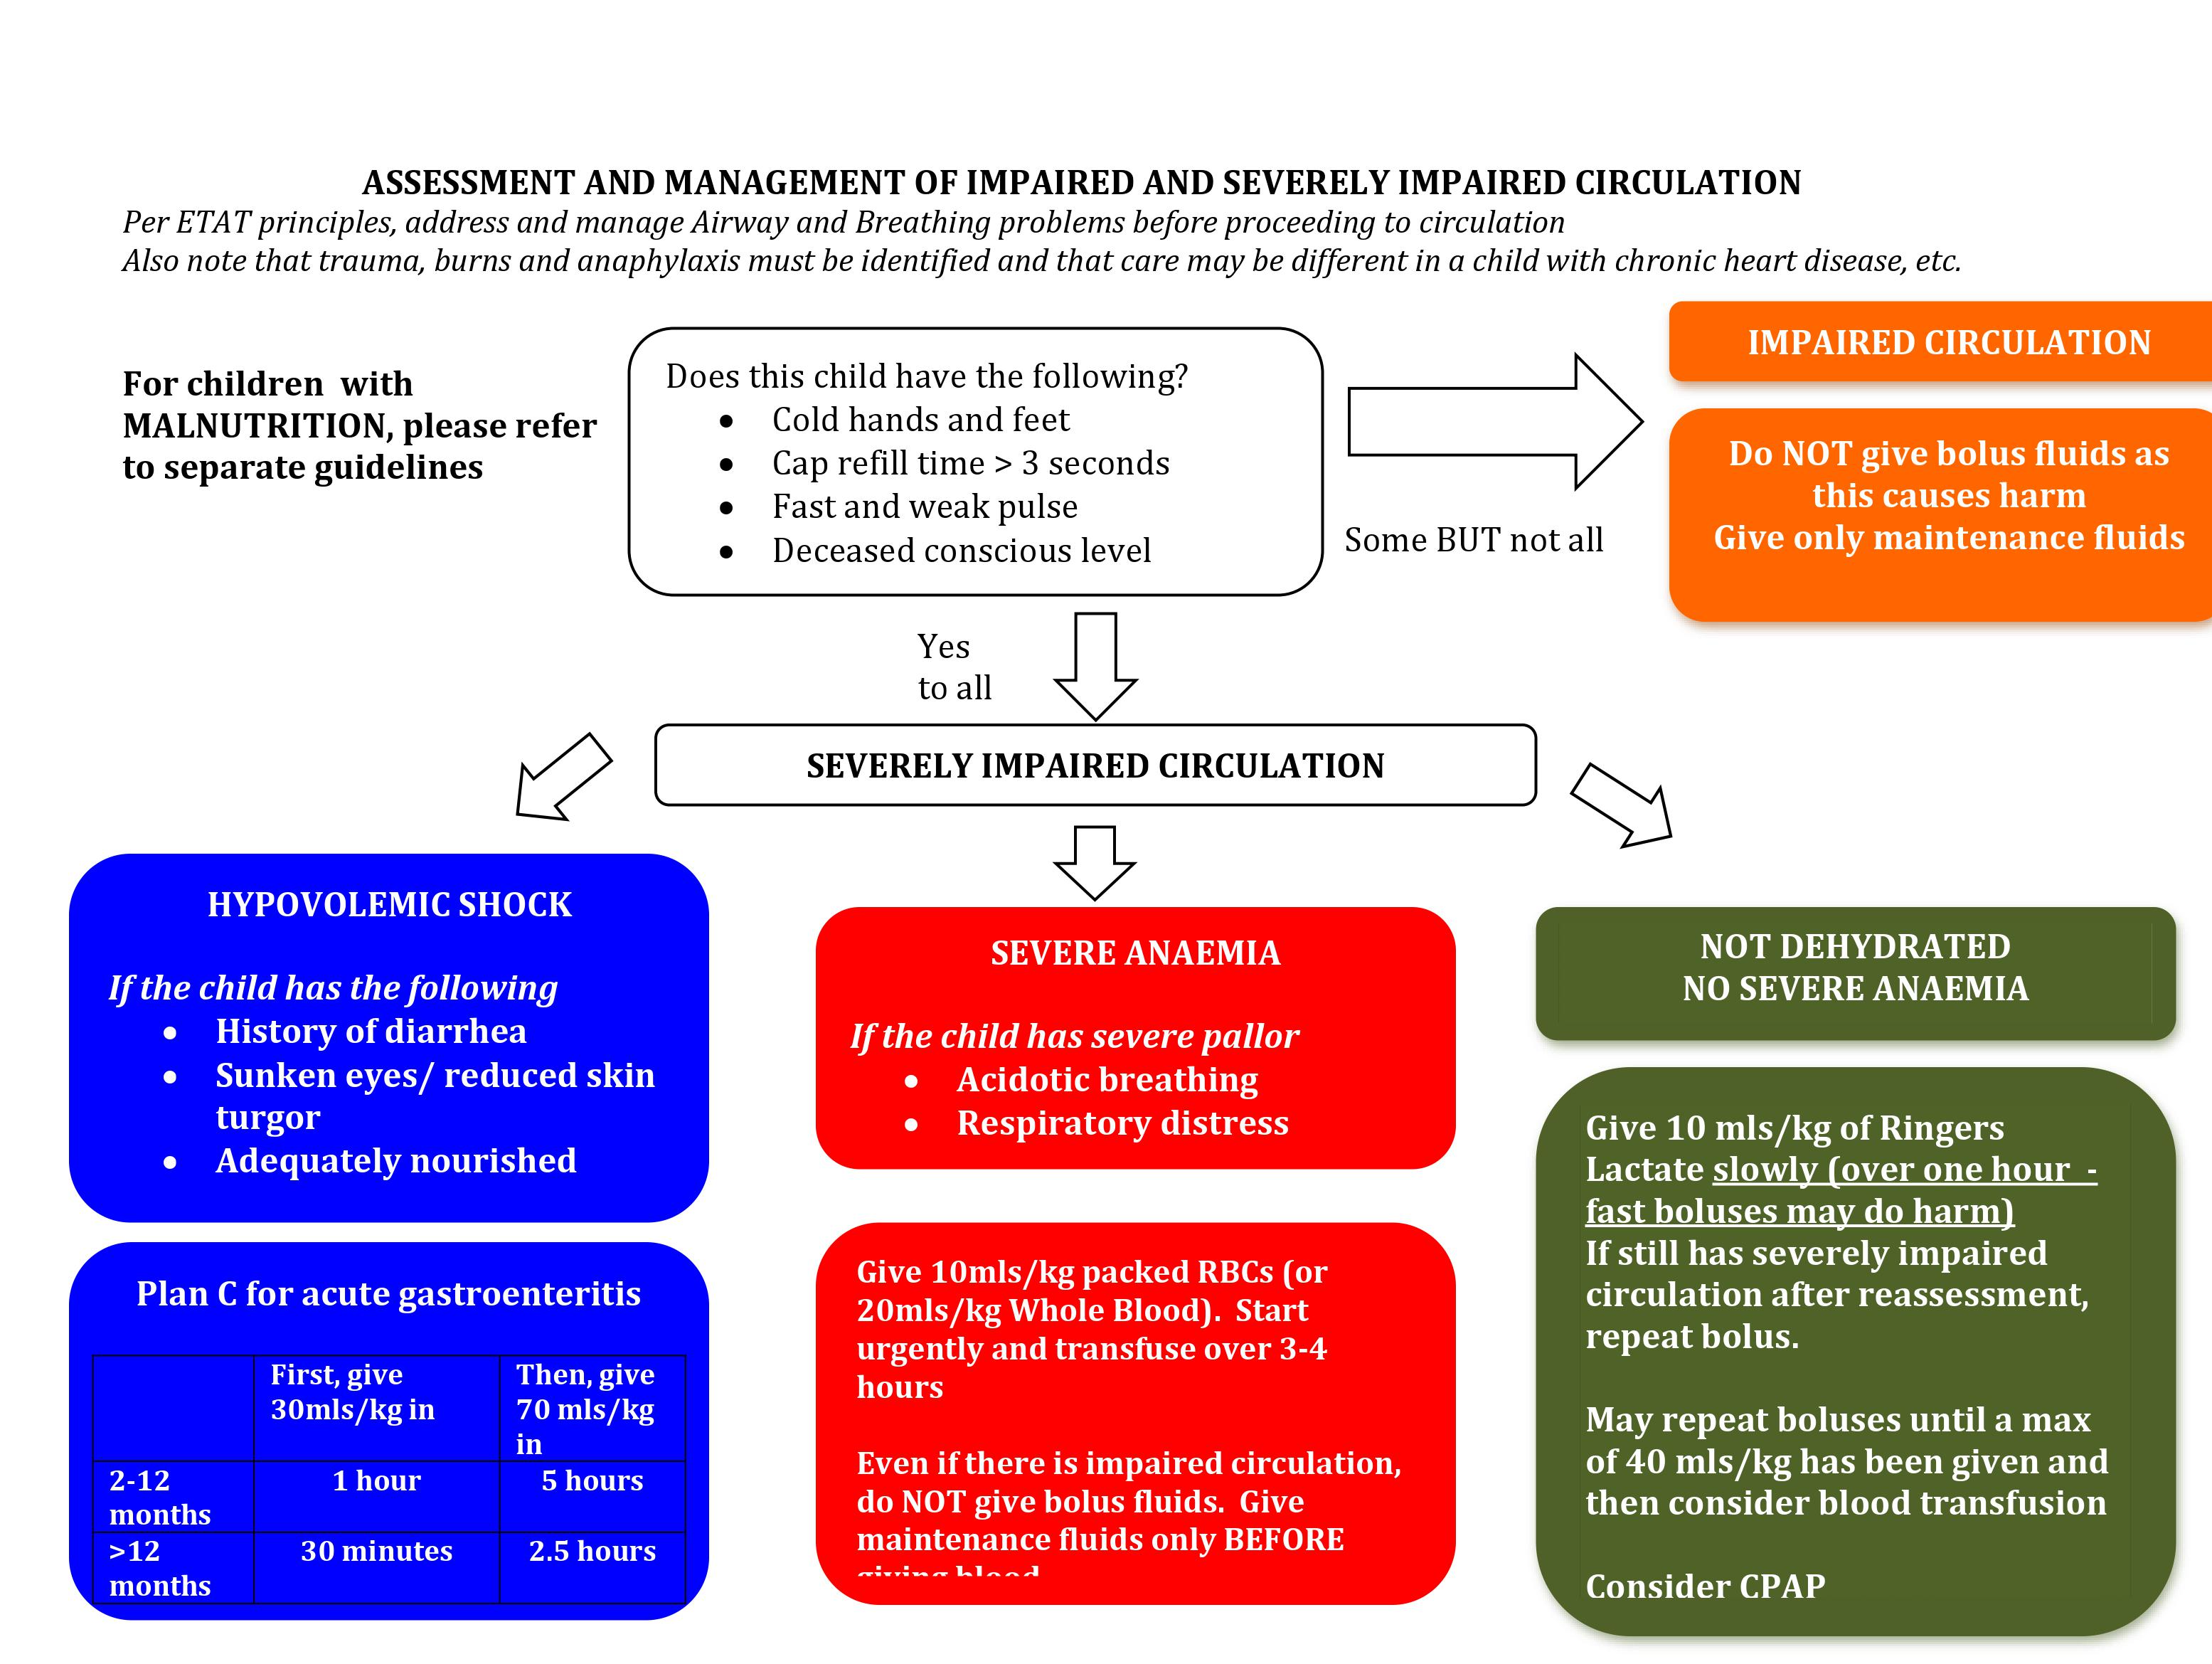 ASSESSMENT AND MANAGEMENT OF IMPAIRED AND SEVERELY IMPAIRED CIRCULATION
Per ETAT principles, address and manage Airway and Breathing problems before proceeding to circulation
Also note that trauma, burns and anaphylaxis must be identified and that care may be different in a child with chronic heart disease, etc.
For children  with
MALNUTRITION, please refer
to separate guidelines
Does this child have the following?
• Cold hands and feet
• Cap refill time > 3 seconds
• Fast and weak pulse
• Deceased conscious level
Some BUT not all
IMPAIRED CIRCULATION
Do NOT give bolus fluids as
this causes harm
Give only maintenance fluids
Yes
to all
SEVERELY IMPAIRED CIRCULATION
HYPOVOLEMIC SHOCK
If the child has the following
• History of diarrhea
• Sunken eyes/ reduced skin
turgor
• Adequately nourished
Plan C for acute gastroenteritis
First, give
30mls/kg in
Then, give
70 mls/kg
in
2-12
months
1 hour
5 hours
>12
months
30 minutes
2.5 hours
SEVERE ANAEMIA
If the child has severe pallor
• Acidotic breathing
• Respiratory distress
Give 10mls/kg packed RBCs (or
20mls/kg Whole Blood).  Start
urgently and transfuse over 3-4
hours
Even if there is impaired circulation,
do NOT give bolus fluids.  Give
maintenance fluids only BEFORE
giving blood
NOT DEHYDRATED
NO SEVERE ANAEMIA
Give 10 mls/kg of Ringers
Lactate slowly (over one hour  -
fast boluses may do harm)
If still has severely impaired
circulation after reassessment,
repeat bolus.
May repeat boluses until a max
of 40 mls/kg has been given and
then consider blood transfusion
Consider CPAP